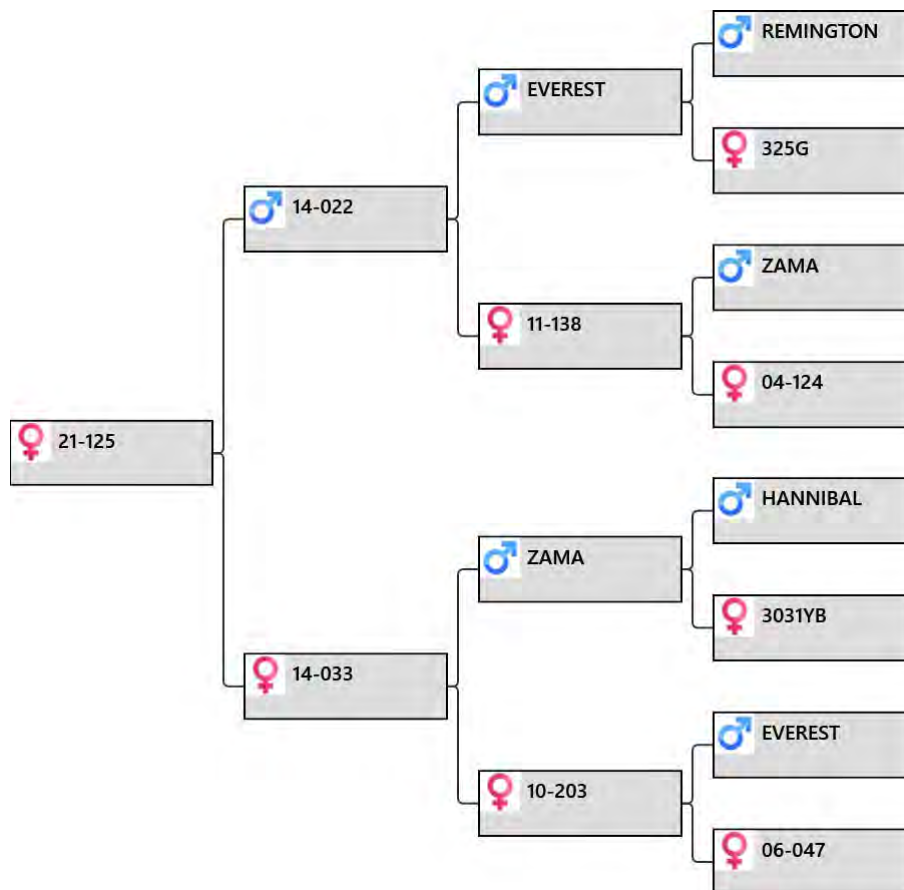 REMINGTON
EVEREST
325G
14-022
ZAMA
11-138
04-124
21-125
HANNIBAL
ZAMA
3031YB
14-033
EVEREST
10-203
06-047